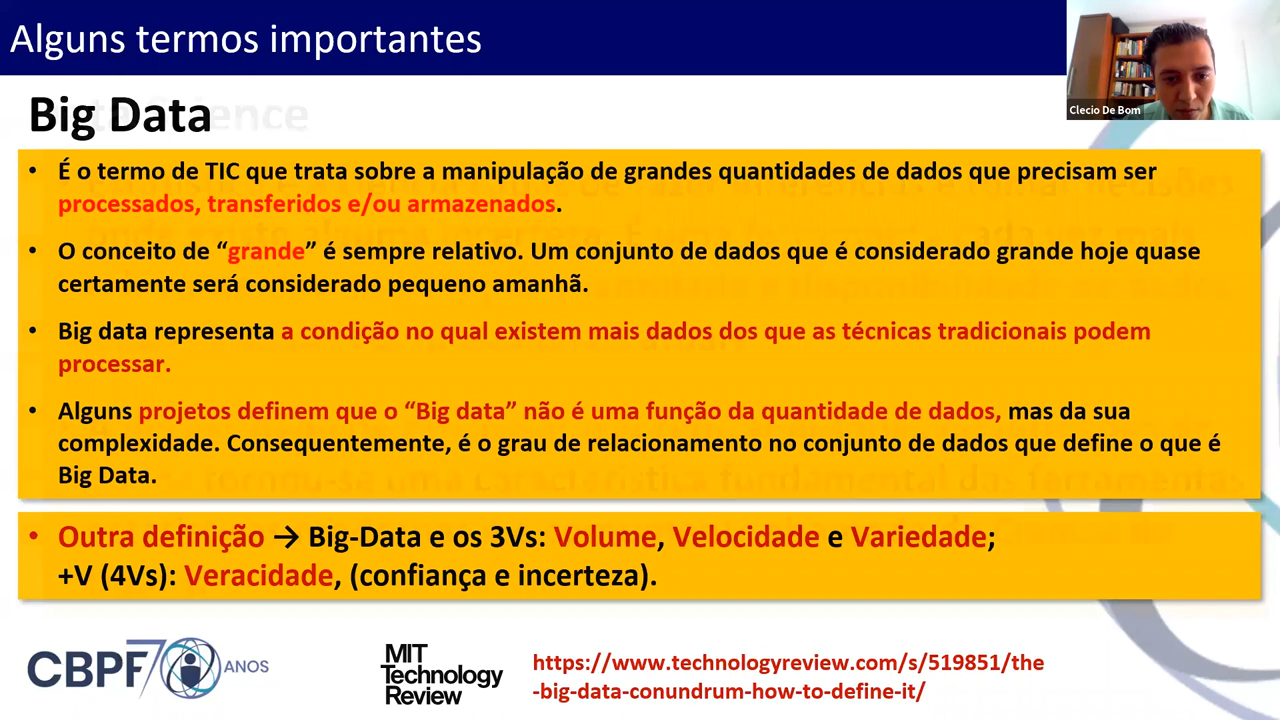 Alguns termos importantes
Clecio De Bom
Big Data
• É o termo de TIC que trata sobre a manipulação de grandes quantidades de dados que precisam ser
processados, transferidos e/ou armazenados.
• O conceito de “grande” é sempre relativo. Um conjunto de dados que é considerado grande hoje quase
certamente será considerado pequeno amanhã.
• Big data representa a condição no qual existem mais dados dos que as técnicas tradicionais podem
processar.
• Alguns projetos definem que o “Big data” não é uma função da quantidade de dados, mas da sua
complexidade. Consequentemente, é o grau de relacionamento no conjunto de dados que define o que é
Big Data.
• Outra definição → Big-Data e os 3Vs: Volume, Velocidade e Variedade;
+V (4Vs): Veracidade, (confiança e incerteza).
CBPF 70 ANOS
MIT
Technology
Review
https://www.technologyreview.com/s/519851/the
-big-data-conundrum-how-to-define-it/